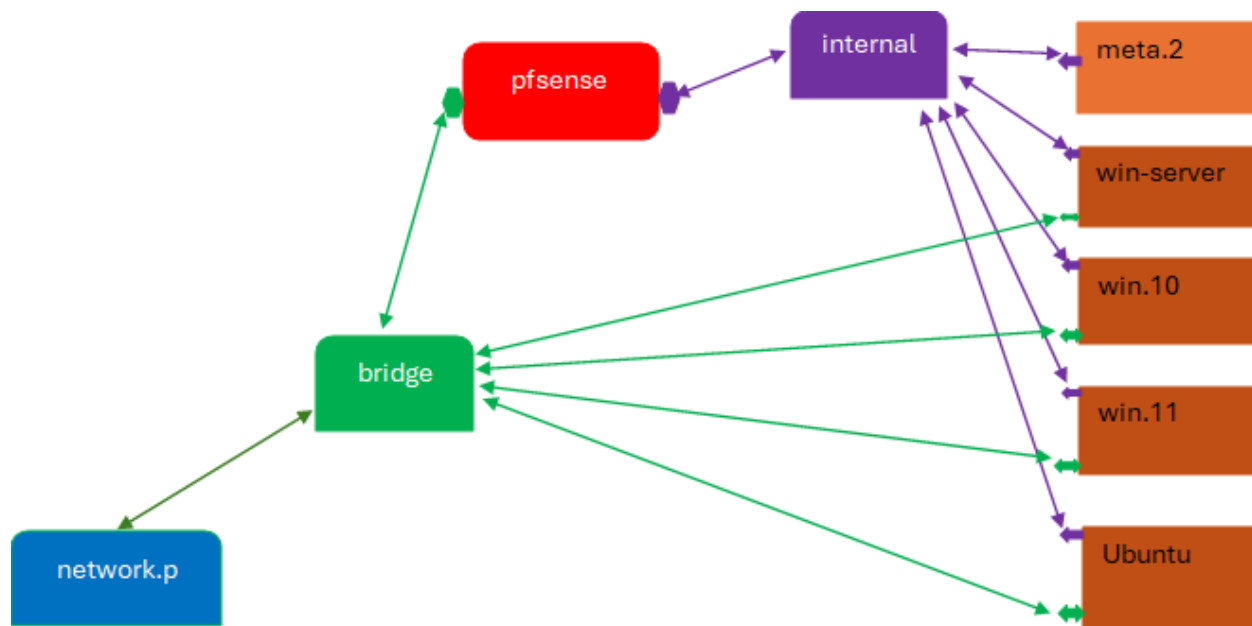 internal
meta.2
pfsense
win-server
win.10
bridge
win.11
network.p
Ubuntu